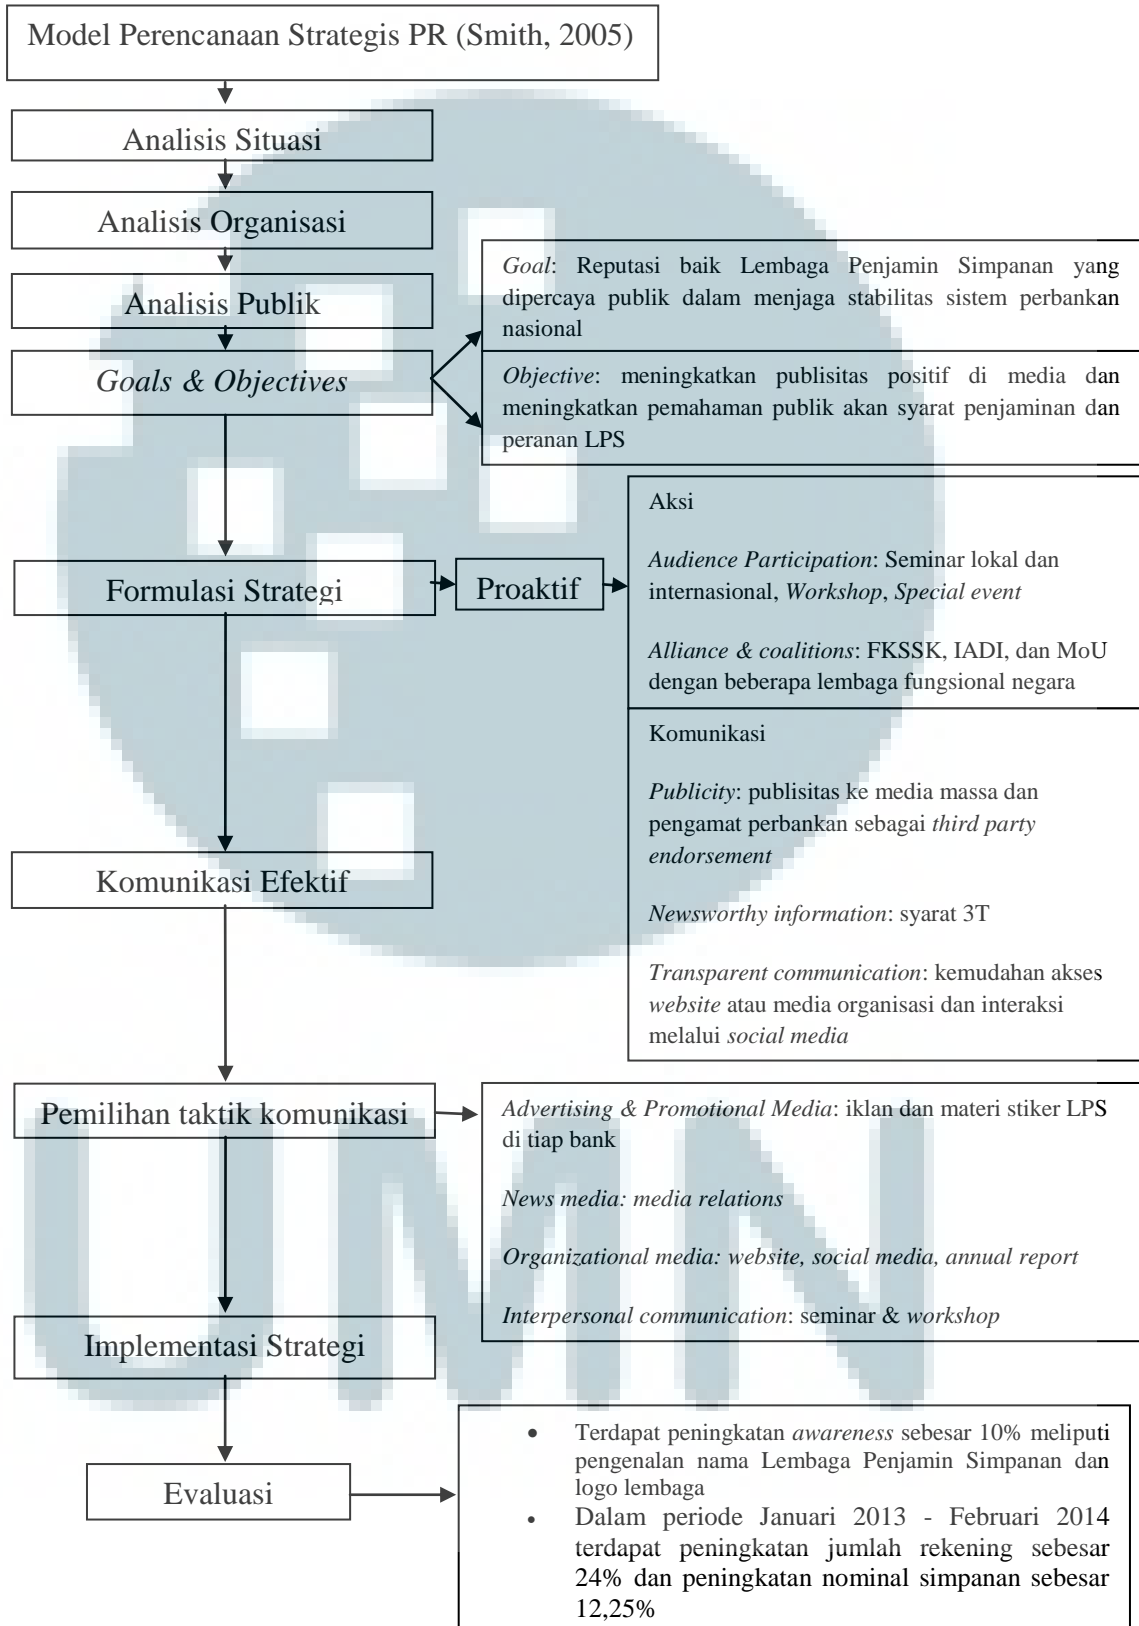 Model Perencanaan Strategis PR (Smith, 2005)
Analisis Situasi
Analisis Organisasi
Analisis Publik
Goals & Objectives
Goal: Reputasi baik Lembaga Penjamin Simpanan yang
dipercaya publik dalam menjaga stabilitas sistem perbankan
nasional
Objective: meningkatkan publisitas positif di media dan
meningkatkan pemahaman publik akan syarat penjaminan dan
peranan LPS
Formulasi Strategi
Proaktif
Aksi
Audience Participation: Seminar lokal dan
internasional, Workshop, Special event
Alliance & coalitions: FKSSK, IADI, dan MoU
dengan beberapa lembaga fungsional negara
Komunikasi
Publicity: publisitas ke media massa dan
pengamat perbankan sebagai third party
endorsement
Newsworthy information: syarat 3T
Transparent communication: kemudahan akses
website atau media organisasi dan interaksi
melalui social media
Komunikasi Efektif
Pemilihan taktik komunikasi
Advertising & Promotional Media: iklan dan materi stiker LPS
di tiap bank
News media: media relations
Organizational media: website, social media, annual report
Interpersonal communication: seminar & workshop
Implementasi Strategi
Evaluasi
• Terdapat peningkatan awareness sebesar 10% meliputi
pengenalan nama Lembaga Penjamin Simpanan dan
logo lembaga
• Dalam periode Januari 2013 - Februari 2014
terdapat peningkatan jumlah rekening sebesar
24% dan peningkatan nominal simpanan sebesar
12,25%
UMN